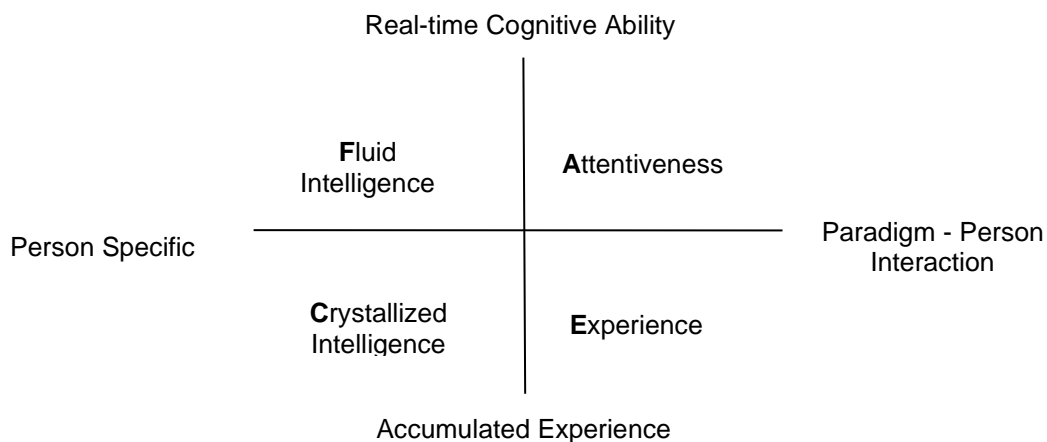 Real-time Cognitive Ability
Fluid
Intelligence
Attentiveness
Person Specific
Paradigm - Person
Interaction
Crystallized
Intelligence
Experience
Accumulated Experience